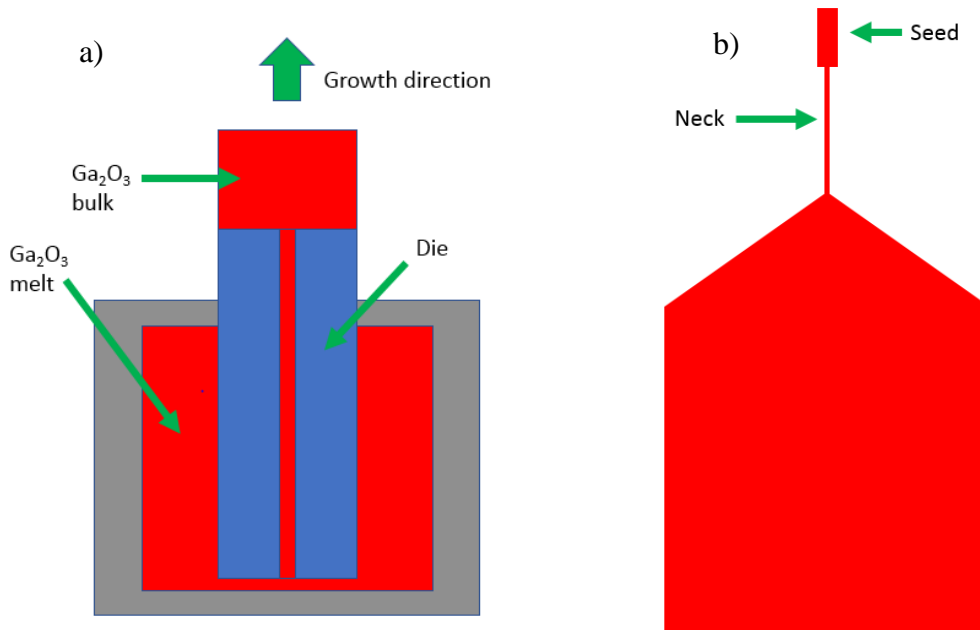 a)
Growth direction
Ga₂O₃
bulk
Ga₂O₃
melt
Die
b)
Seed
Neck